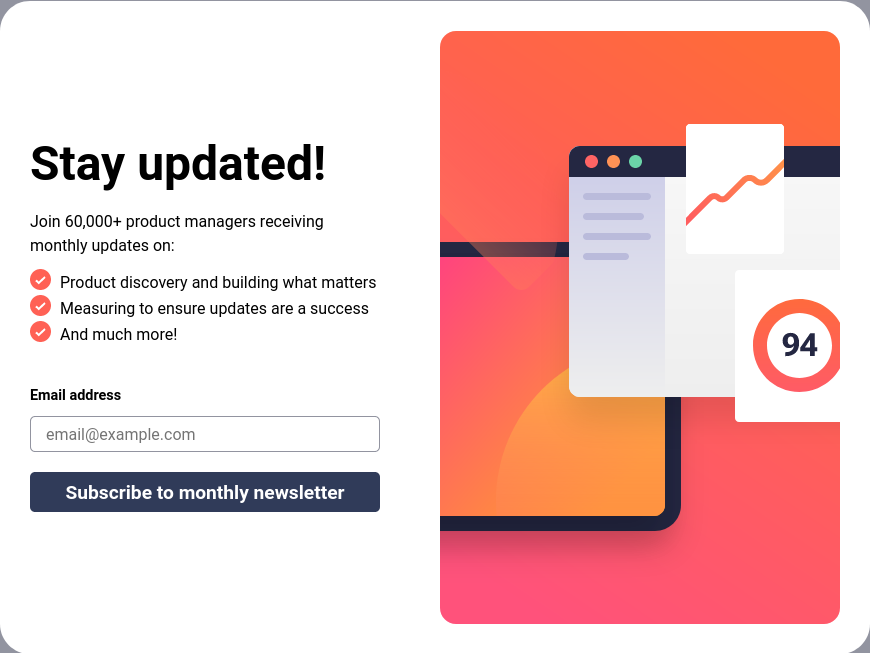 Stay updated!
Join 60,000+ product managers receiving
monthly updates on:
Product discovery and building what matters
Measuring to ensure updates are a success
And much more!
Email address
email@example.com
Subscribe to monthly newsletter
94